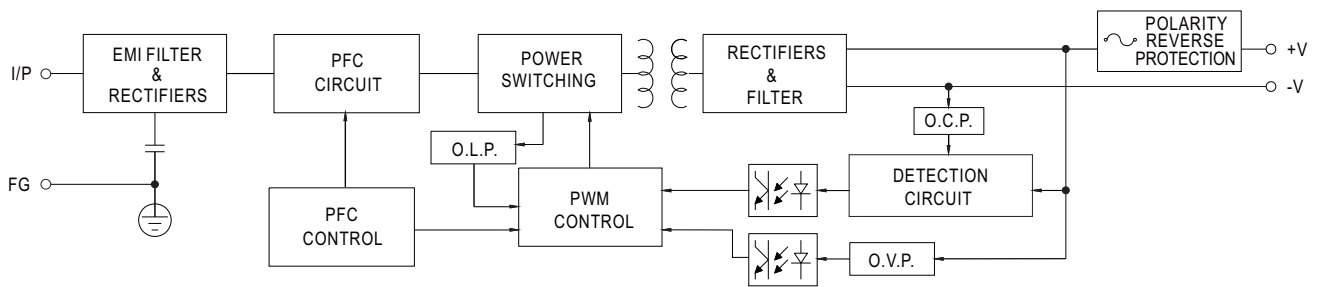 I/P
EMI FILTER
&
RECTIFIERS
PFC
CIRCUIT
POWER
SWITCHING
RECTIFIERS
&
FILTER
POLARITY
REVERSE
PROTECTION
+V
-V
O.C.P.
O.L.P.
DETECTION
CIRCUIT
FG
PFC
CONTROL
PWM
CONTROL
O.V.P.